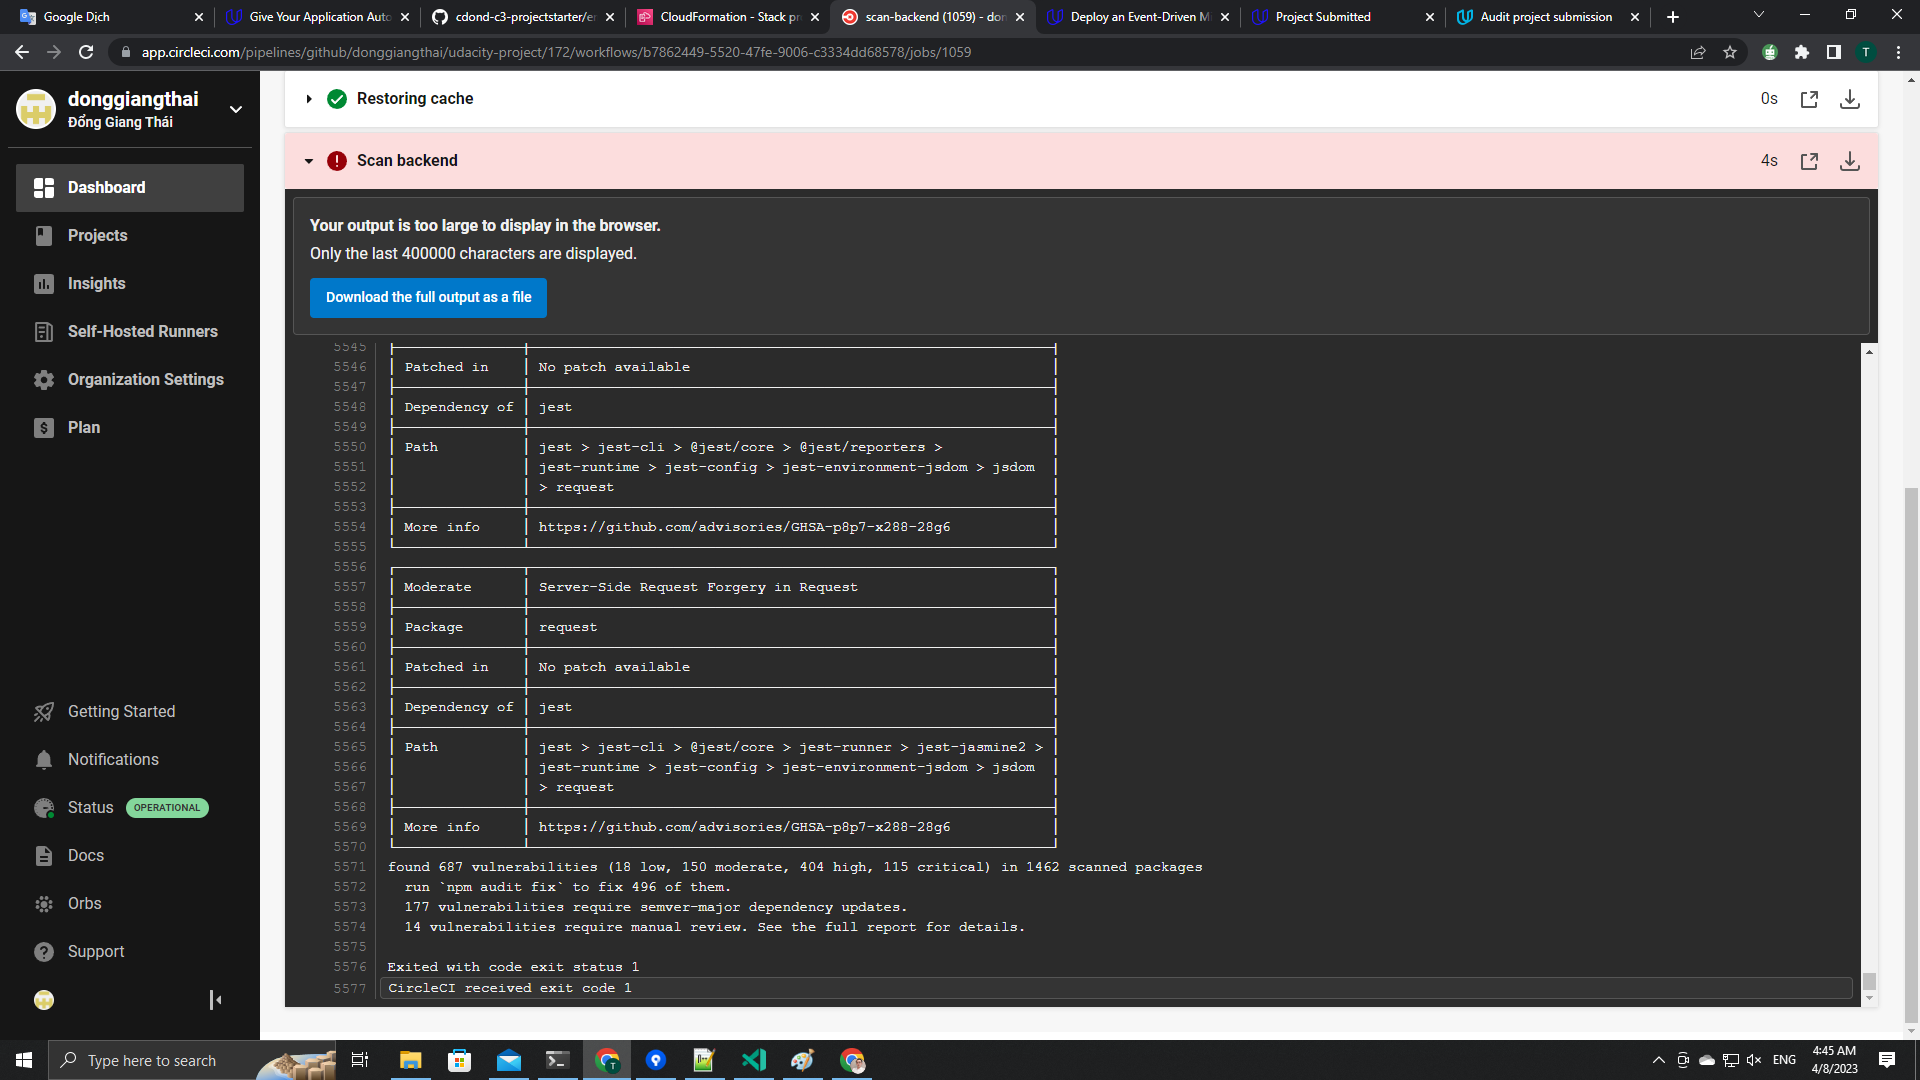 Google Dịch
Give Your Application Auto
cdond-c3-projectstarter/er
CloudFormation - Stack pr
scan-backend (1059) - don
Deploy an Event-Driven Mi
Project Submitted
Audit project submission
app.circleci.com/pipelines/github/donggiangthai/udacity-project/172/workflows/b7862449-5520-47fe-9006-c3334dd68578/jobs/1059
T
donggiangthai
Đổng Giang Thái
Dashboard
Projects
Insights
Self-Hosted Runners
Organization Settings
Plan
Getting Started
Notifications
Status OPERATIONAL
Docs
Orbs
Support
Restoring cache 0s
Scan backend 4s
Your output is too large to display in the browser.
Only the last 400000 characters are displayed.
Download the full output as a file
5545
5546 Patched in No patch available
5547
5548 Dependency of jest
5549
5550 Path jest > jest-cli > @jest/core > @jest/reporters >
5551 jest-runtime > jest-config > jest-environment-jsdom > jsdom
5552 > request
5553
5554 More info https://github.com/advisories/GHSA-p8p7-x288-28g6
5555
5556
5557 Moderate Server-Side Request Forgery in Request
5558
5559 Package request
5560
5561 Patched in No patch available
5562
5563 Dependency of jest
5564
5565 Path jest > jest-cli > @jest/core > jest-runner > jest-jasmine2 >
5566 jest-runtime > jest-config > jest-environment-jsdom > jsdom
5567 > request
5568
5569 More info https://github.com/advisories/GHSA-p8p7-x288-28g6
5570
5571 found 687 vulnerabilities (18 low, 150 moderate, 404 high, 115 critical) in 1462 scanned packages
5572 run `npm audit fix` to fix 496 of them.
5573 177 vulnerabilities require semver-major dependency updates.
5574 14 vulnerabilities require manual review. See the full report for details.
5575
5576 Exited with code exit status 1
5577 CircleCI received exit code 1
Type here to search
ENG
4:45 AM
4/8/2023